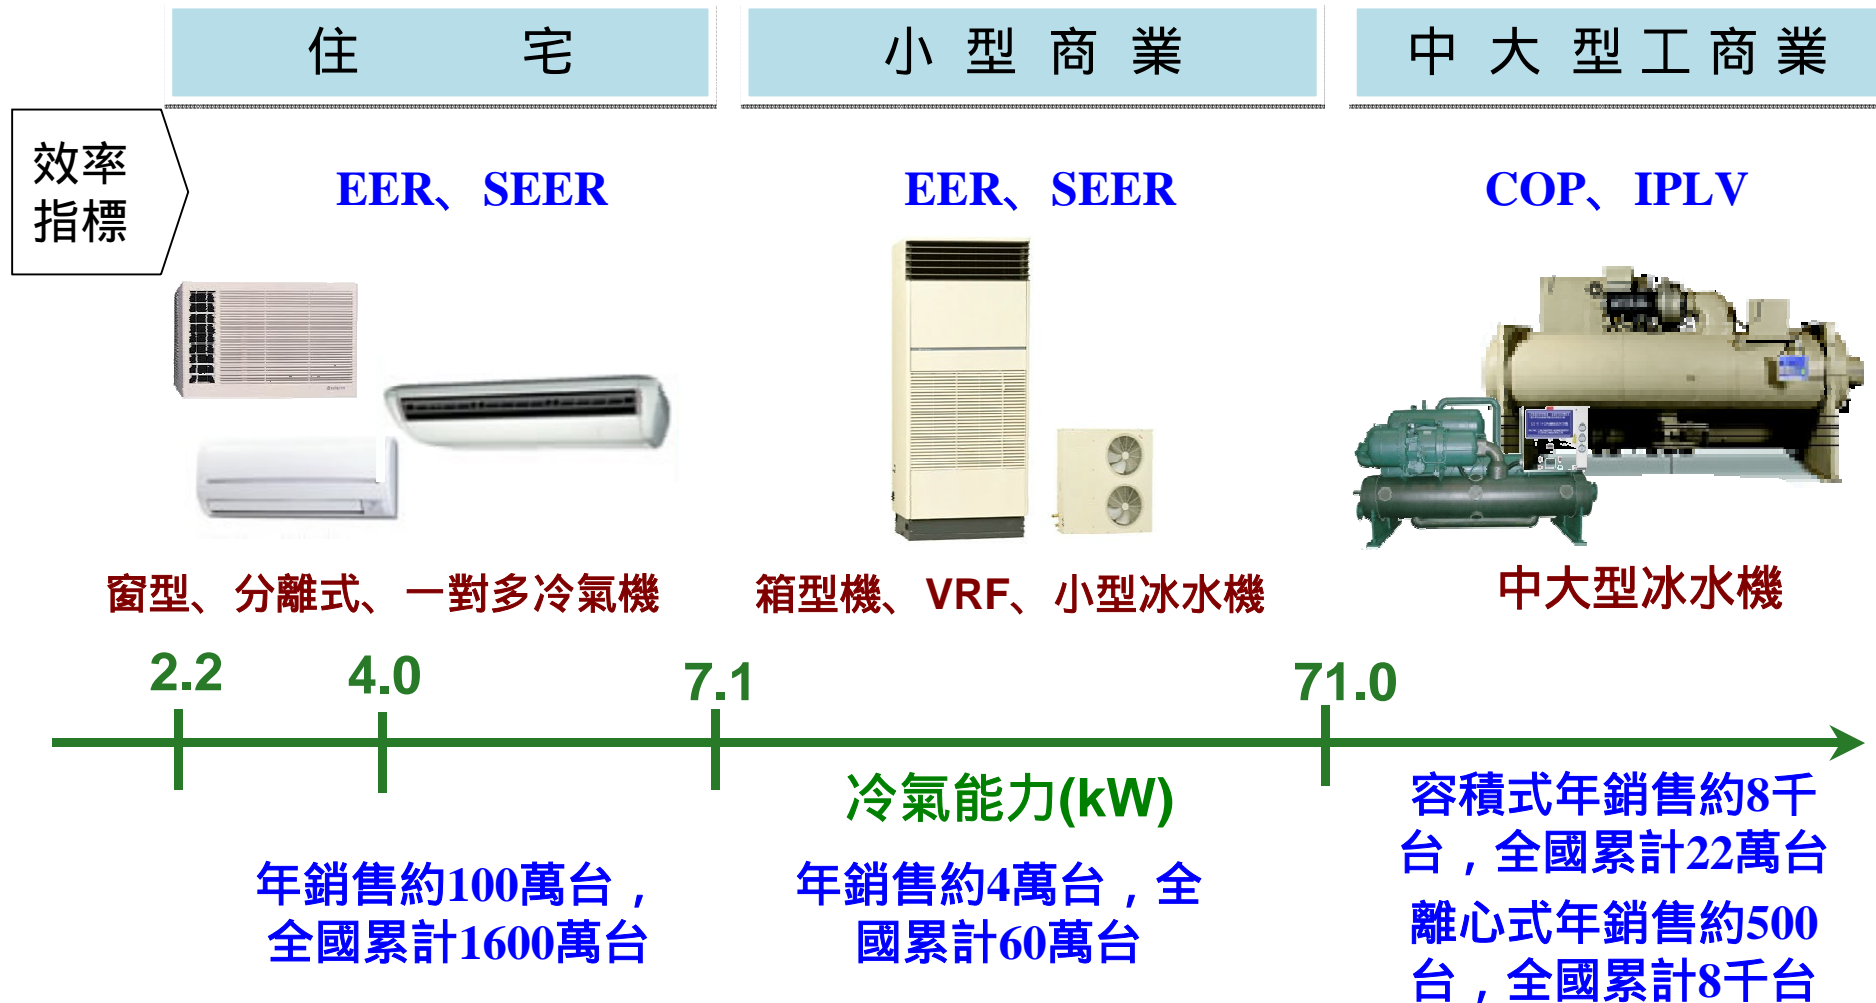 住宅
小型商業
中大型工商業
效率
指標
EER、SEER
EER、SEER
COP、IPLV
窗型、分離式、一對多冷氣機
箱型機、VRF、小型冰水機
中大型冰水機
2.2
4.0
7.1
71.0
冷氣能力(kW)
年銷售約100萬台，
全國累計1600萬台
年銷售約4萬台，全
國累計60萬台
容積式年銷售約8千
台，全國累計22萬台
離心式年銷售約500
台，全國累計8千台